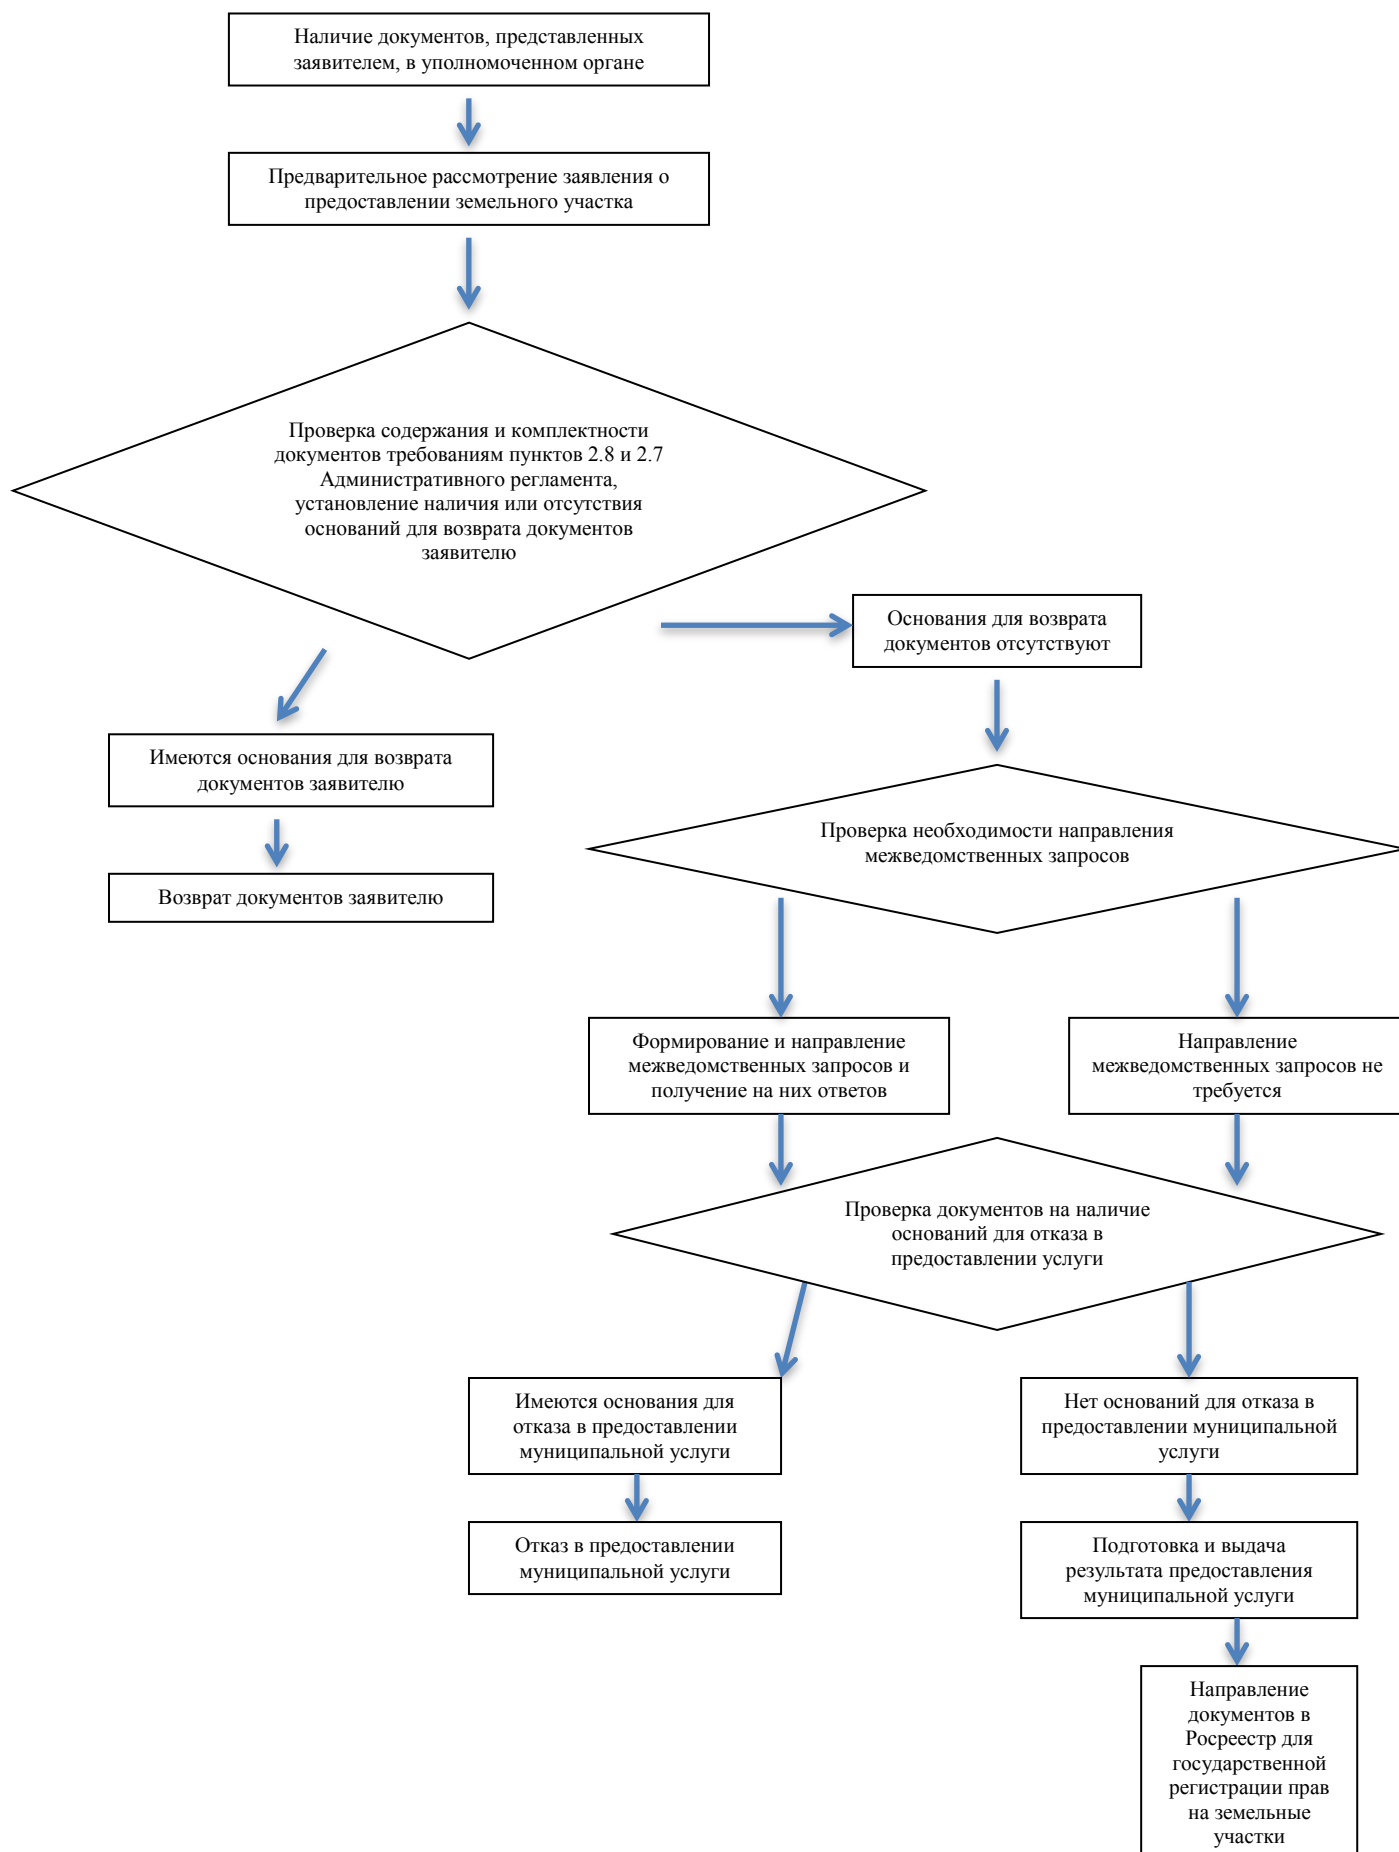 Наличие документов, представленных
заявителем, в уполномоченном органе
Предварительное рассмотрение заявления о
предоставлении земельного участка
Проверка содержания и комплектности
документов требованиям пунктов 2.8 и 2.7
Административного регламента,
установление наличия или отсутствия
оснований для возврата документов
заявителю
Основания для возврата
документов отсутствуют
Имеются основания для возврата
документов заявителю
Возврат документов заявителю
Проверка необходимости направления
межведомственных запросов
Формирование и направление
межведомственных запросов и
получение на них ответов
Направление
межведомственных запросов не
требуется
Проверка документов на наличие
оснований для отказа в
предоставлении услуги
Имеются основания для
отказа в предоставлении
муниципальной услуги
Нет оснований для отказа в
предоставлении муниципальной
услуги
Отказ в предоставлении
муниципальной услуги
Подготовка и выдача
результата предоставления
муниципальной услуги
Направление
документов в
Росреестр для
государственной
регистрации прав
на земельные
участки